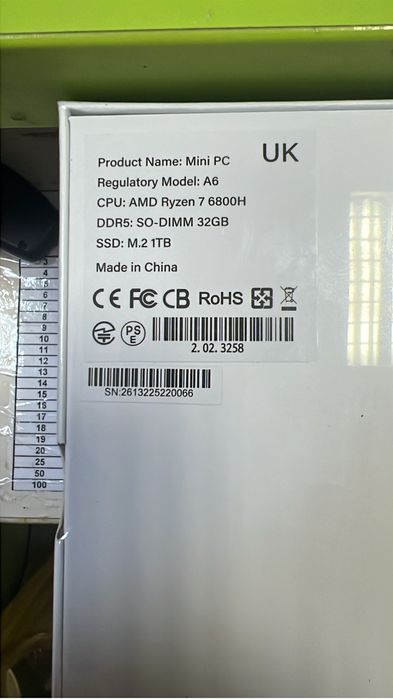 UK
Product Name: Mini PC
Regulatory Model: A6
CPU: AMD Ryzen 7 6800H
DDR5: SO-DIMM 32GB
SSD: M.2 1TB
Made in China
CE FC CB RoHS
PS
E
2. 02. 3258
SN:2613225220066
3
4
5
6
7
8
9
10
11
12
13
14
15
16
17
18
19
20
25
50
100